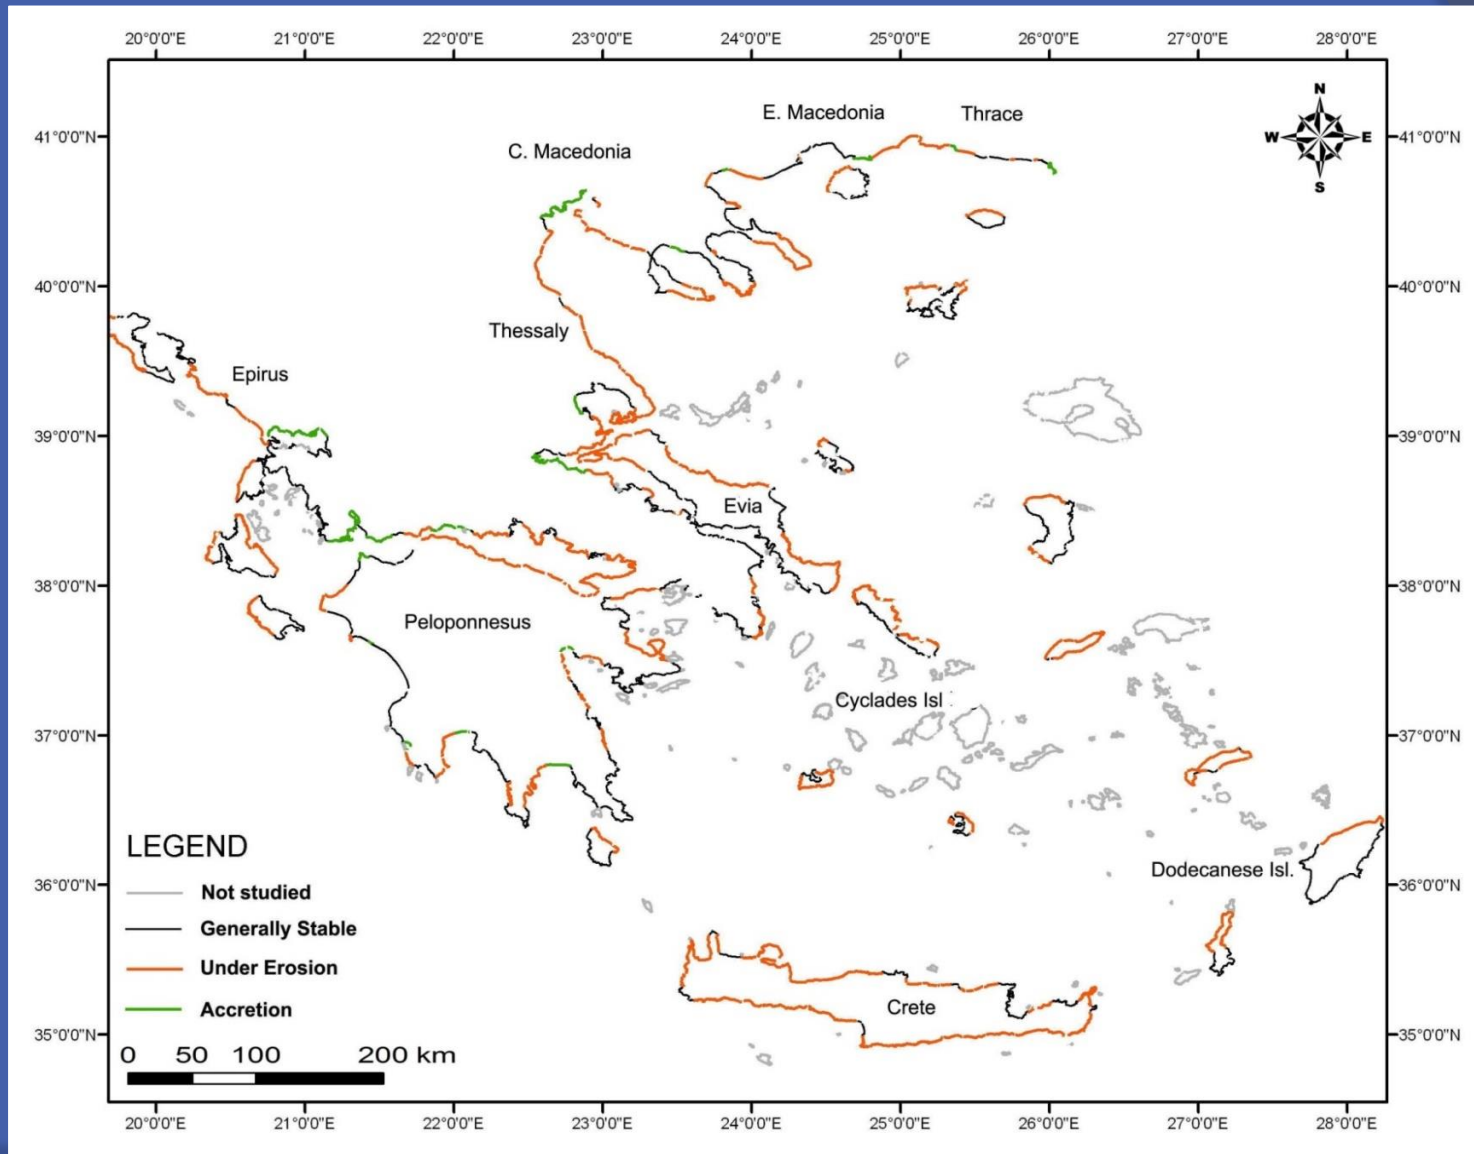 20°0'0"E 21°0'0"E 22°0'0"E 23°0'0"E 24°0'0"E 25°0'0"E 26°0'0"E 27°0'0"E 28°0'0"E
N
E. Macedonia Thrace
41°0'0"N W E 41°0'0"N
C. Macedonia
S
40°0'0"N 40°0'0"N
Thessaly
Epirus
39°0'0"N 39°0'0"N
Evia
38°0'0"N 38°0'0"N
Peloponnesus
Cyclades Isl
37°0'0"N 37°0'0"N
LEGEND
Dodecanese Isl.
36°0'0"N 36°0'0"N
Not studied
Generally Stable
Under Erosion
Crete
Accretion
35°0'0"N 35°0'0"N
0 50 100 200 km
20°0'0"E 21°0'0"E 22°0'0"E 23°0'0"E 24°0'0"E 25°0'0"E 26°0'0"E 27°0'0"E 28°0'0"E